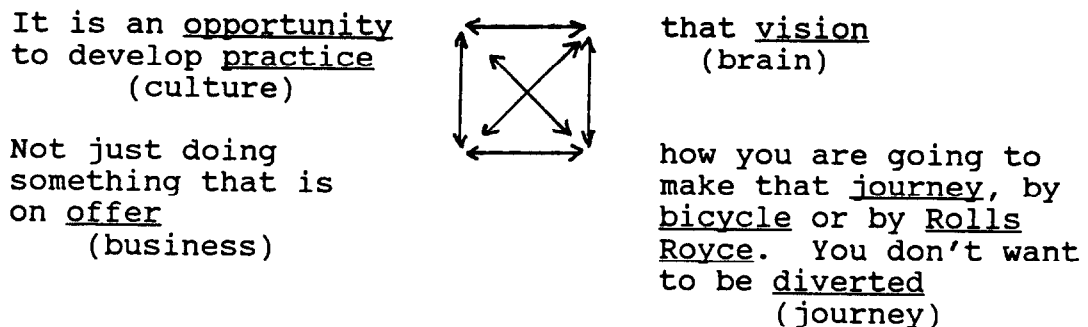 It is an opportunity
to develop practice
(culture)
that vision
(brain)
Not just doing
something that is
on offer
(business)
how you are going to
make that journey, by
bicycle or by Rolls
Royce. You don't want
to be diverted
(journey)